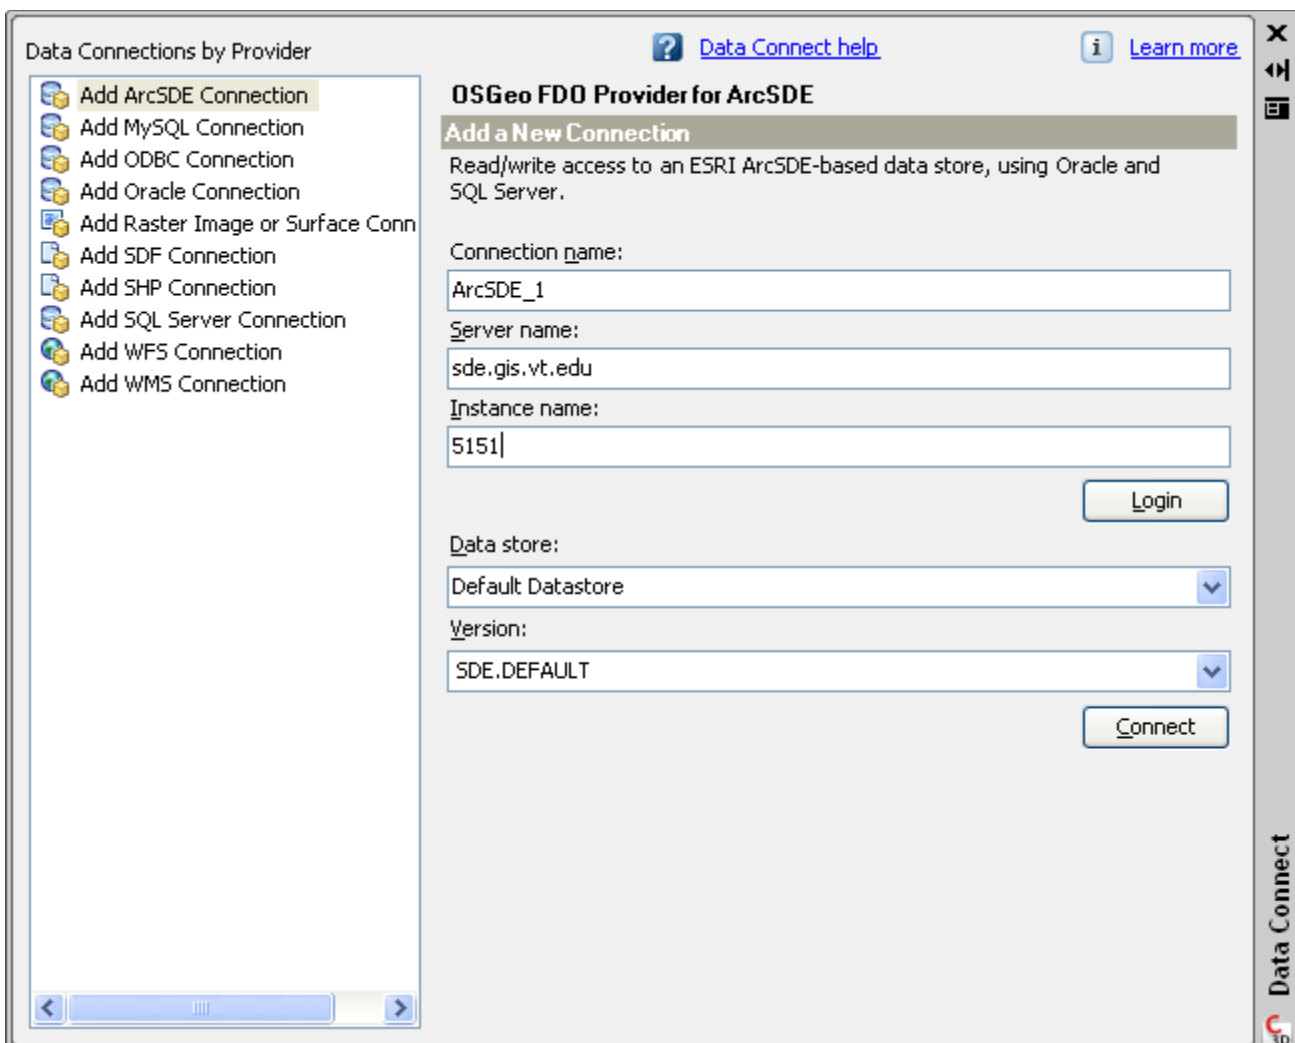 Data Connections by Provider
Data Connect help
Learn more
Add ArcSDE Connection
Add MySQL Connection
Add ODBC Connection
Add Oracle Connection
Add Raster Image or Surface Conn
Add SDF Connection
Add SHP Connection
Add SQL Server Connection
Add WFS Connection
Add WMS Connection
OSGeo FDO Provider for ArcSDE
Add a New Connection
Read/write access to an ESRI ArcSDE-based data store, using Oracle and
SQL Server.
Connection name:
ArcSDE_1
Server name:
sde.gis.vt.edu
Instance name:
5151
Login
Data store:
Default Datastore
Version:
SDE.DEFAULT
Connect
Data Connect
C 3D